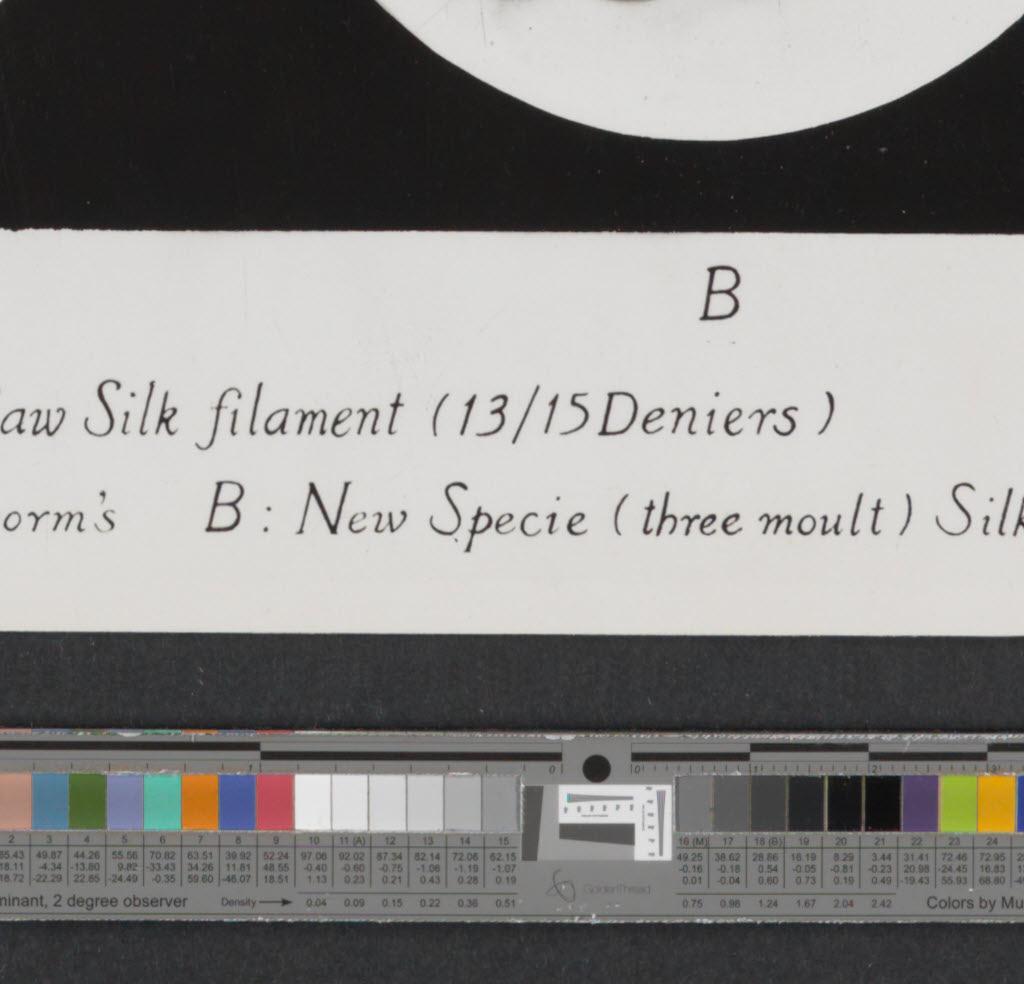 B
aw Silk filament (13/15 Deniers)
orm's B: New Specie (three moult) Silk
0 0 1 2 3
2 3 4 5 6 7 8 9 10 11 (A) 12 13 14 15 16 (M) 17 18 (B) 19 20 21 22 23 24
65.43 49.87 44.26 55.56 70.82 63.51 39.92 52.24 97.06 92.02 87.34 82.14 72.06 62.15 49.25 38.62 28.86 16.19 8.29 3.44 31.41 72.46 72.95
18.11 -4.34 -13.80 9.82 -33.43 34.26 11.81 48.55 -0.40 -0.60 -0.75 -1.06 -1.19 -1.07 -0.16 -0.18 0.54 -0.05 -0.81 -0.23 20.98 -24.45 16.83
18.72 -22.29 22.85 -24.49 -0.35 59.60 -46.07 18.51 1.13 0.23 0.21 0.43 0.28 0.19 0.01 -0.04 0.60 0.73 0.19 0.49 -19.43 55.93 68.80
minant, 2 degree observer Density 0.04 0.09 0.15 0.22 0.36 0.51 GoldenThread 0.75 0.98 1.24 1.67 2.04 2.42 Colors by Mu